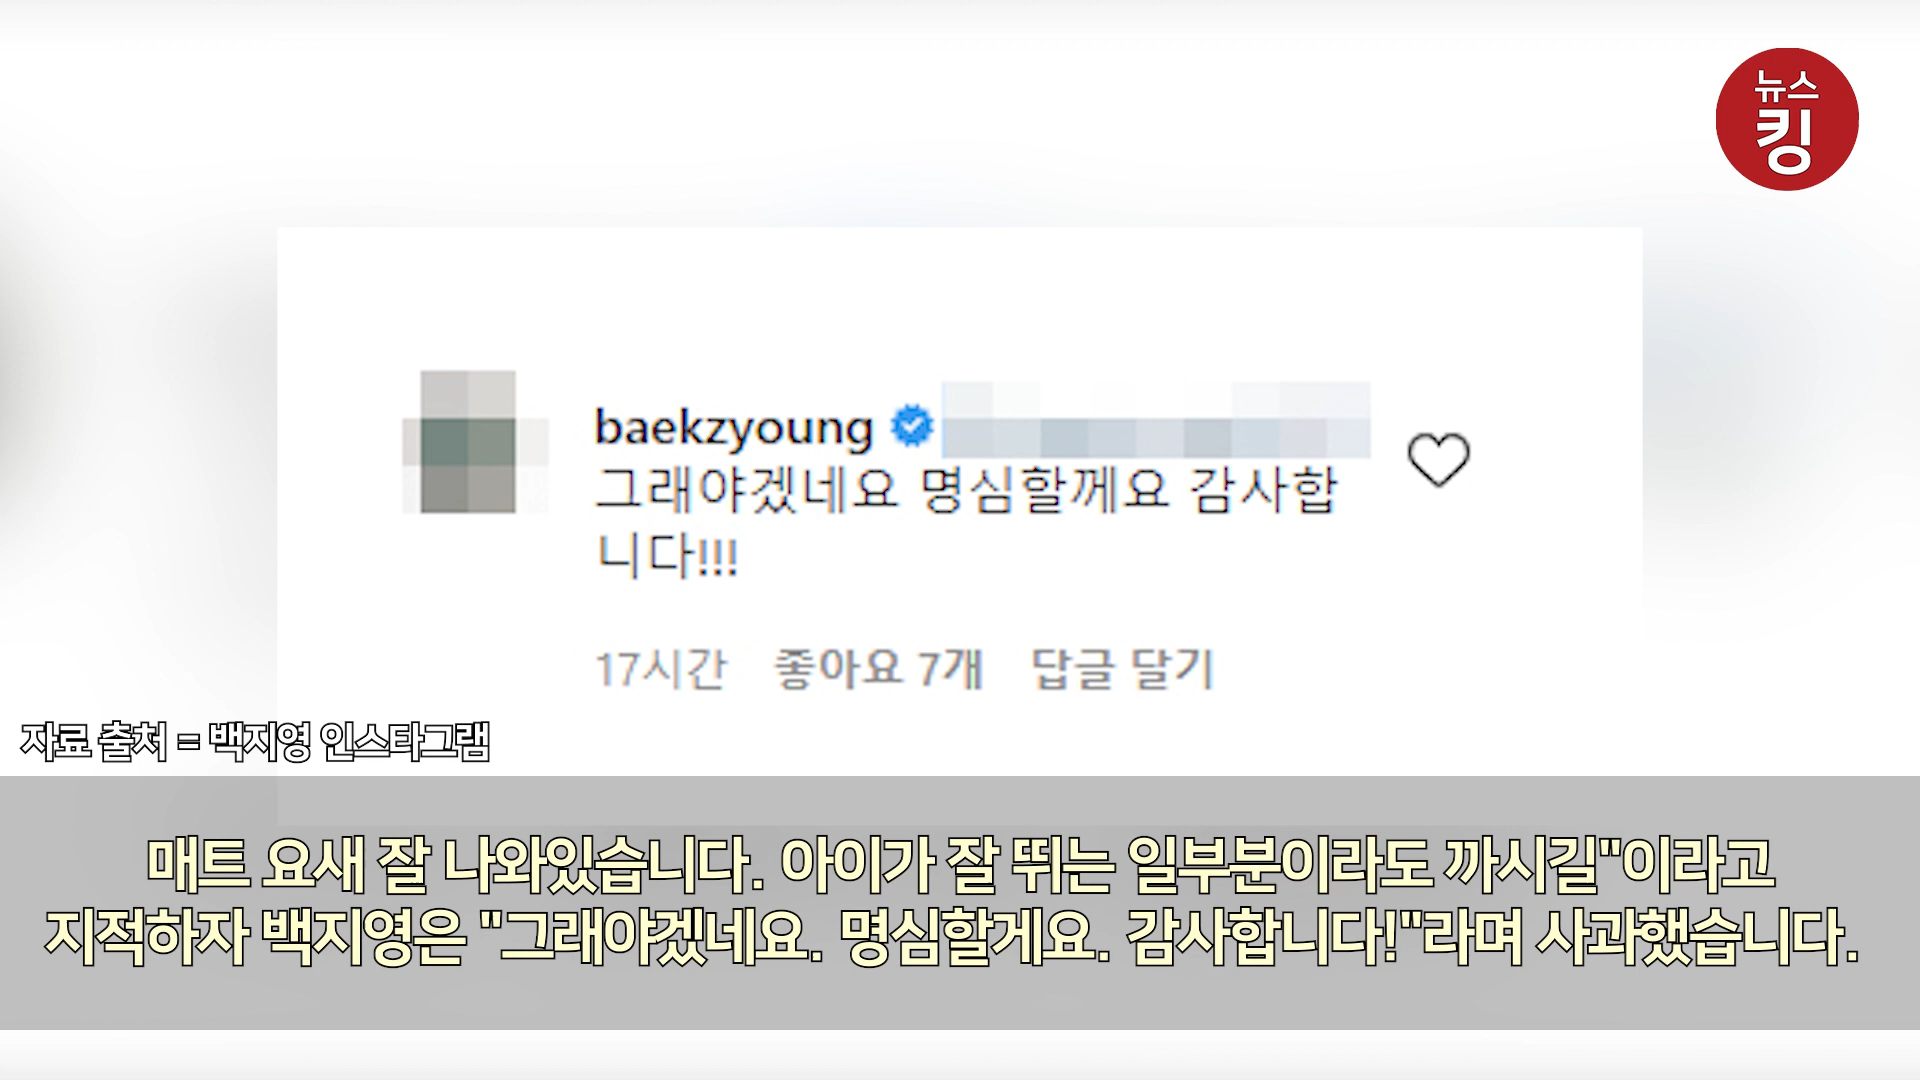 뉴스
킹
baekzyoung
그래야겠네요 명심할께요 감사합
니다!!!
17시간 좋아요 7개 답글 달기
자료 출처 = 백지영 인스타그램
매트 요새 잘 나와있습니다. 아이가 잘 뛰는 일부분이라도 까시길"이라고
지적하자 백지영은 "그래야겠네요. 명심할게요. 감사합니다!"라며 사과했습니다.